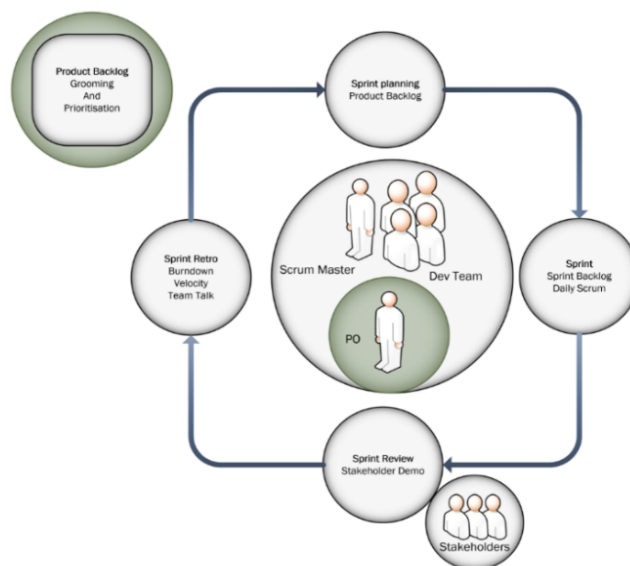 Product Backlog
Grooming
And
Prioritisation
Sprint planning
Product Backlog
Sprint Retro
Burndown
Velocity
Team Talk
Scrum Master
Dev Team
PO
Sprint
Sprint Backlog
Daily Scrum
Sprint Review
Stakeholder Demo
Stakeholders